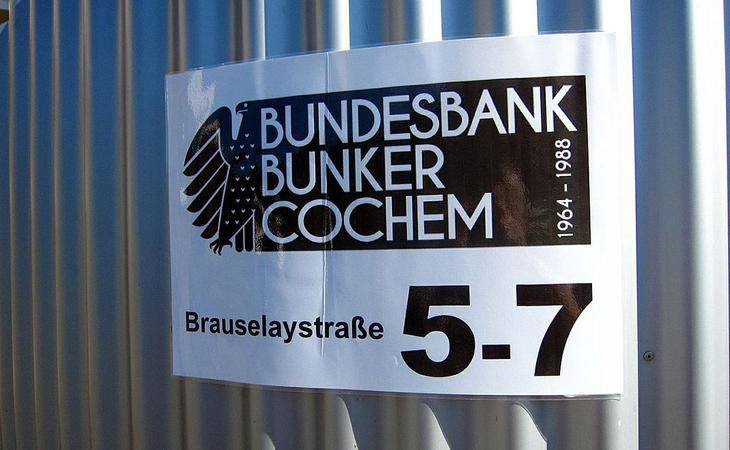 BUNDESBANK
BUNKER
COCHEM
1964 – 1988
Brauselaystraße 5-7